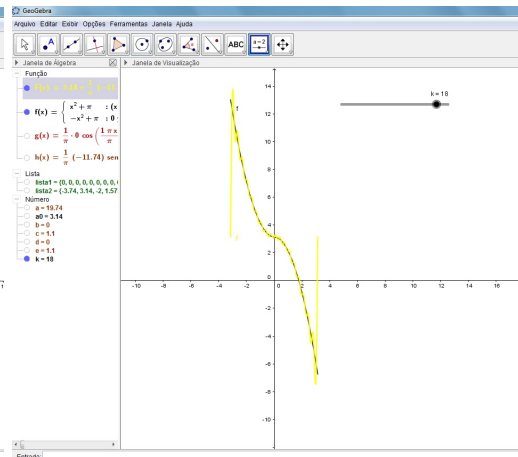 GeoGebra
Arquivo Editar Exibir Opções Ferramentas Janela Ajuda
A ABC a = 2
Janela de Álgebra
Janela de Visualização
Função
f(x) = { x² + π : (x
-x² + π : 0
g(x) = 1/π · 0 cos ( 1 π x
h(x) = 1/π (-11.74) sen
Lista
lista1 = {0, 0, 0, 0, 0, 0, 0,
lista2 = {-3.74, 3.14, -2, 1.57
Número
a = 19.74
a0 = 3.14
b = 0
c = 1.1
d = 0
e = 1.1
k = 18
k = 18
f
14
12
10
8
6
4
2
0
-2
-4
-6
-8
-10
-10 -8 -6 -4 -2 0 2 4 6 8 10 12 14 16
Entrada: